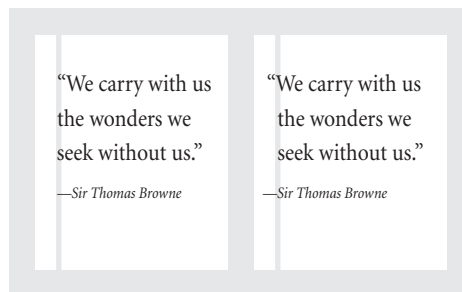 “We carry with us
the wonders we
seek without us.”
—Sir Thomas Browne
“We carry with us
the wonders we
seek without us.”
—Sir Thomas Browne